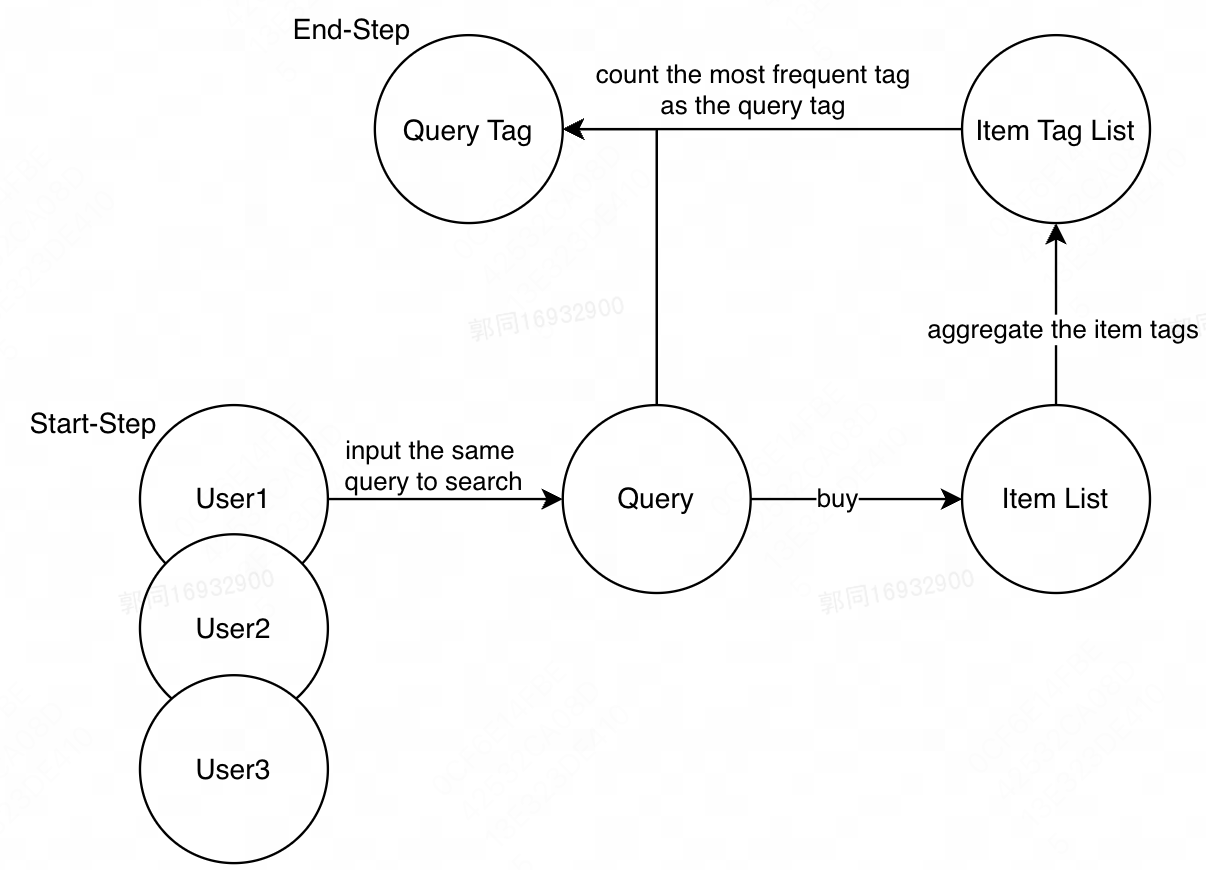 End-Step
Query Tag
count the most frequent tag
as the query tag
Item Tag List
郭同16932900
aggregate the item tags
Start-Step
User1
input the same
query to search
Query
buy
Item List
郭同16932900
郭同16932900
User2
User3